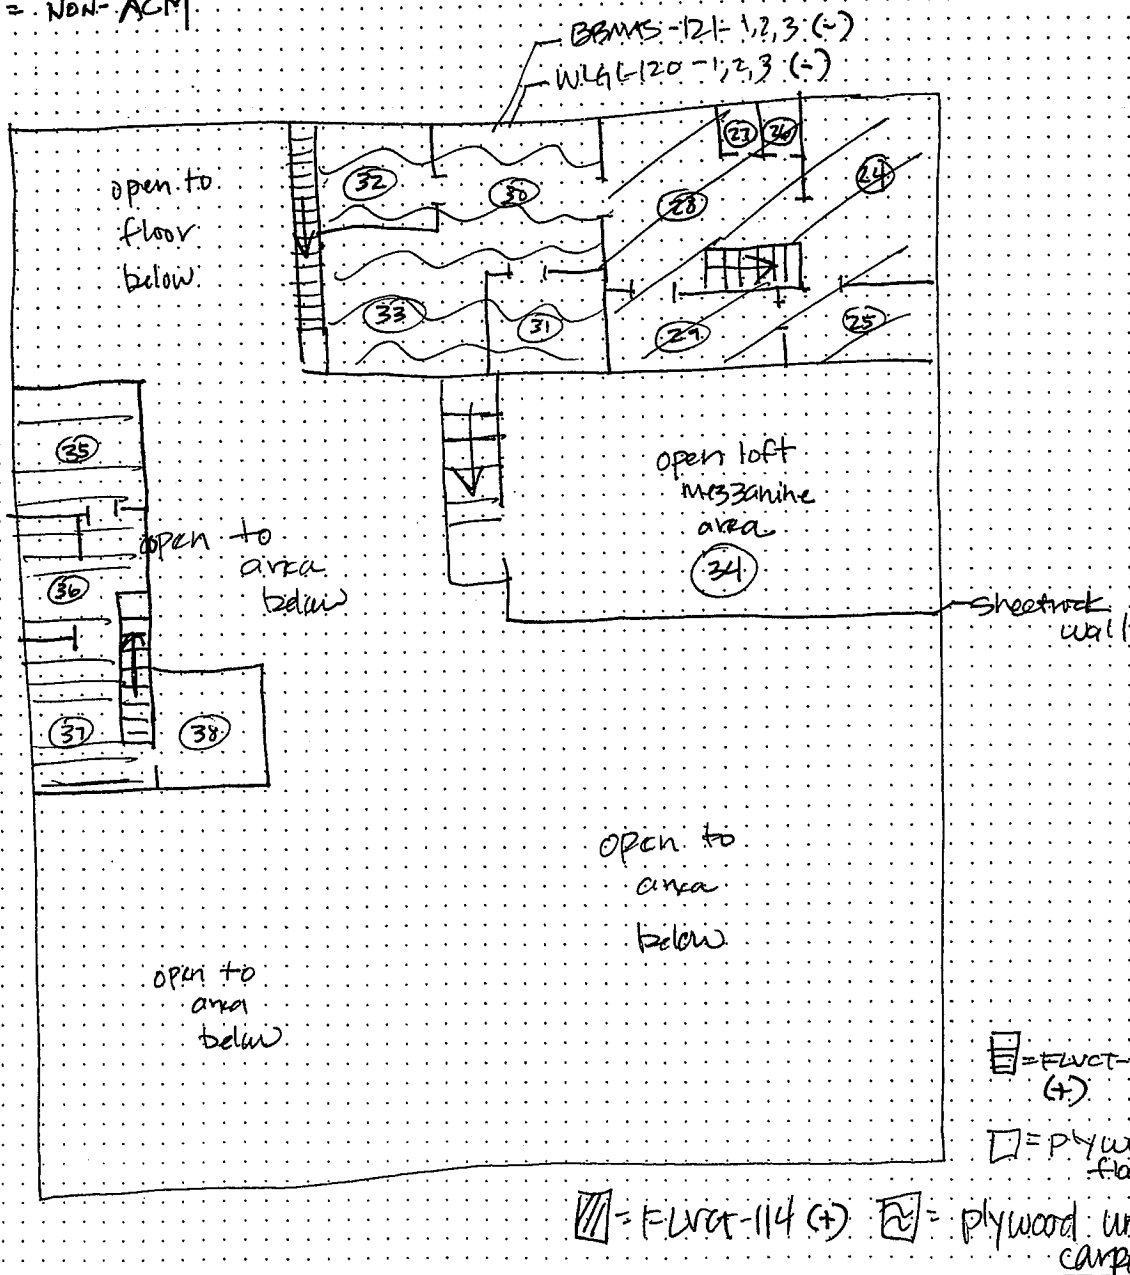 = NON-ACM
BBMAS-121-1,2,3 (-)
WLGL-120-1,2,3 (-)
27
26
24
32
30
28
open to
floor
below
33
31
29
25
35
open loft
mezzanine
area
34
open to
area
below
36
sheetrock
wall
37
38
open to
area
below
open to
area
below
= FLVCT-
(+)
= plyw
flo
= FLVCT-114 (+)
= plywood un
carp